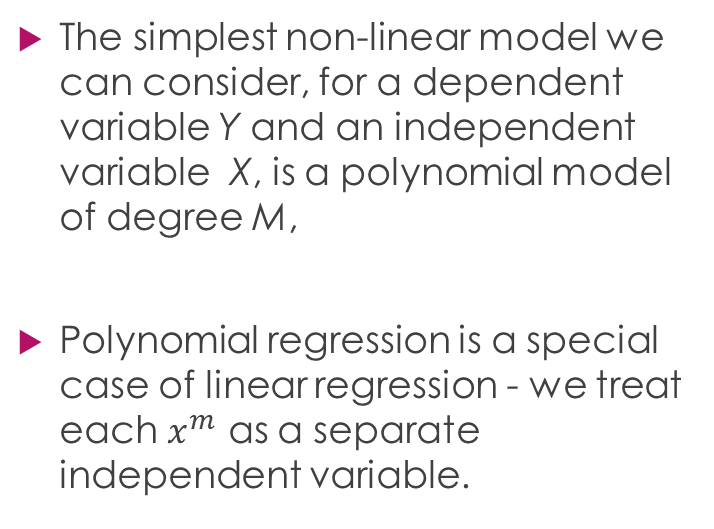 The simplest non-linear model we
can consider, for a dependent
variable Y and an independent
variable X, is a polynomial model
of degree M,
Polynomial regression is a special
case of linear regression - we treat
each xᵐ as a separate
independent variable.